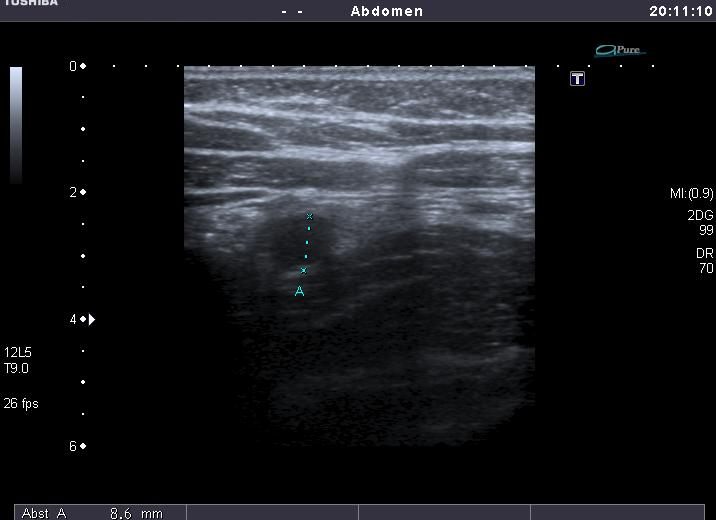 TOSHIBA
- - Abdomen 20:11:10
aPure
T
0
2
4
6
A
MI:(0.9)
2DG
99
DR
70
12L5
T9.0
26 fps
Abst A 8.6 mm